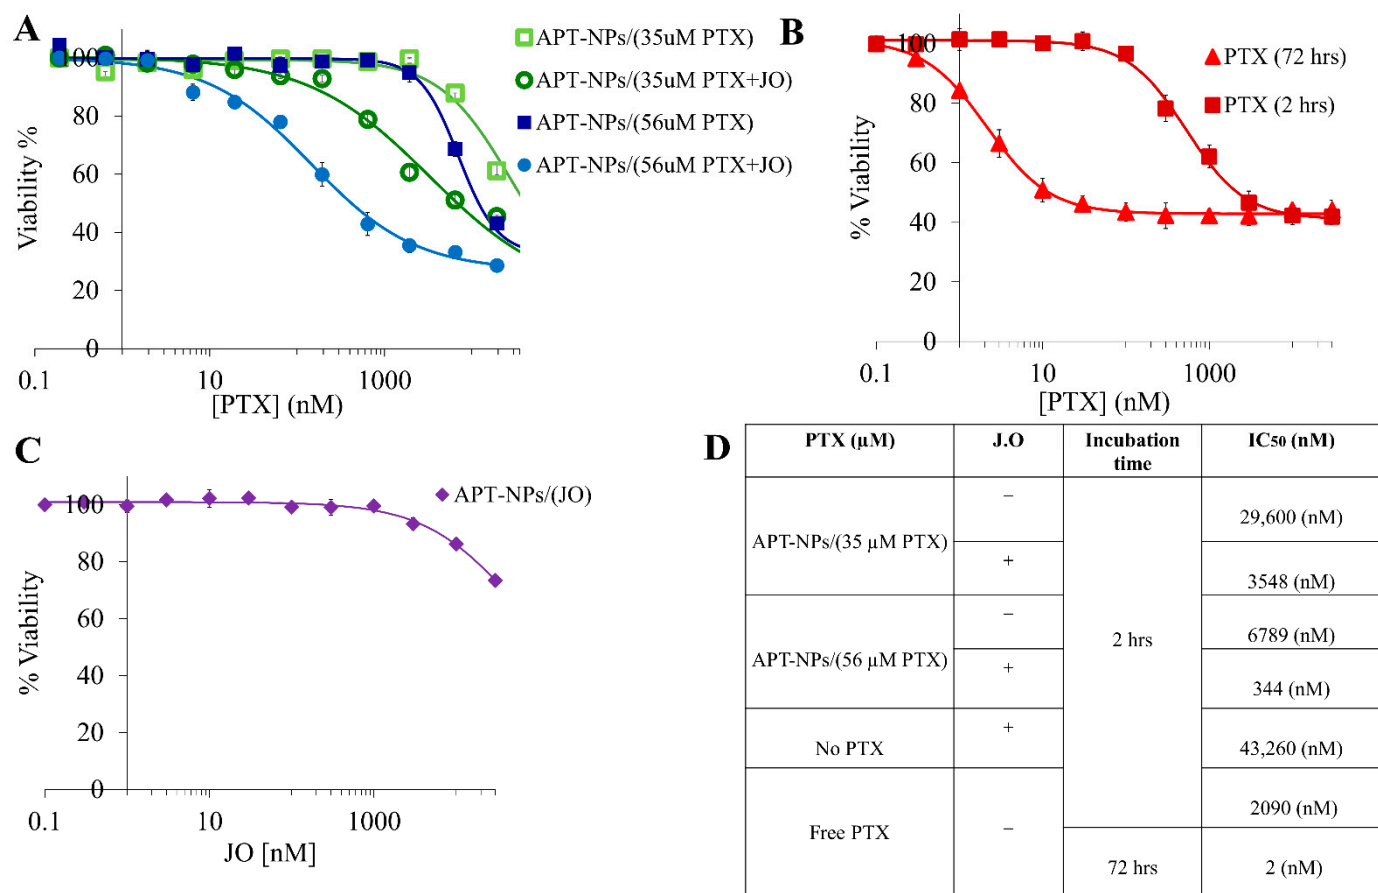 A
Viability %
100
80
60
40
20
0
0.1
10
1000
[PTX] (nM)
APT-NPs/(35uM PTX)
APT-NPs/(35uM PTX+JO)
APT-NPs/(56uM PTX)
APT-NPs/(56uM PTX+JO)
B
% Viability
100
80
60
40
20
0
0.1
10
1000
[PTX] (nM)
PTX (72 hrs)
PTX (2 hrs)
C
% Viability
100
80
60
40
20
0
0.1
10
1000
JO [nM]
APT-NPs/(JO)
D
PTX (µM)
J.O
Incubation
time
IC50 (nM)
APT-NPs/(35 µM PTX)
−
29,600 (nM)
+
3548 (nM)
APT-NPs/(56 µM PTX)
−
2 hrs
6789 (nM)
+
344 (nM)
No PTX
+
43,260 (nM)
Free PTX
−
2090 (nM)
72 hrs
2 (nM)